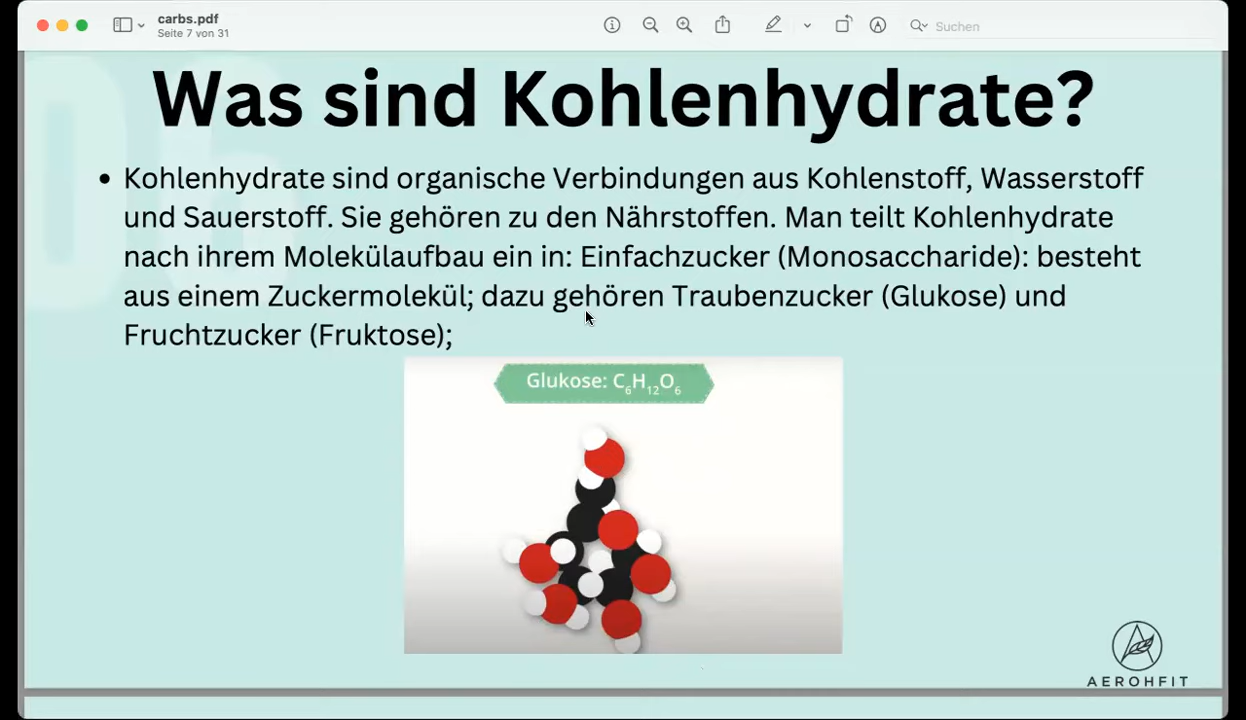 carbs.pdf
Seite 7 von 31
Suchen
Was sind Kohlenhydrate?
• Kohlenhydrate sind organische Verbindungen aus Kohlenstoff, Wasserstoff
und Sauerstoff. Sie gehören zu den Nährstoffen. Man teilt Kohlenhydrate
nach ihrem Molekülaufbau ein in: Einfachzucker (Monosaccharide): besteht
aus einem Zuckermolekül; dazu gehören Traubenzucker (Glukose) und
Fruchtzucker (Fruktose);
Glukose: C₆H₁₂O₆
AEROHFIT